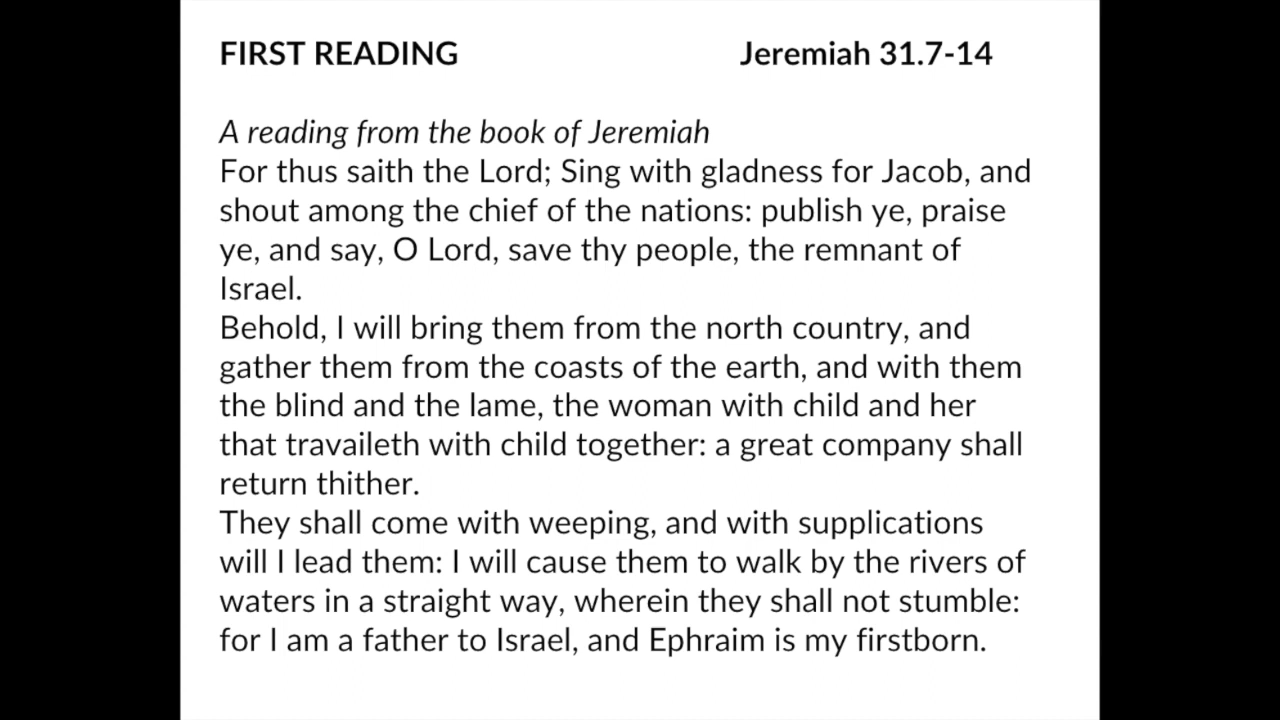 FIRST READING Jeremiah 31.7-14
A reading from the book of Jeremiah
For thus saith the Lord; Sing with gladness for Jacob, and
shout among the chief of the nations: publish ye, praise
ye, and say, O Lord, save thy people, the remnant of
Israel.
Behold, I will bring them from the north country, and
gather them from the coasts of the earth, and with them
the blind and the lame, the woman with child and her
that travaileth with child together: a great company shall
return thither.
They shall come with weeping, and with supplications
will I lead them: I will cause them to walk by the rivers of
waters in a straight way, wherein they shall not stumble:
for I am a father to Israel, and Ephraim is my firstborn.